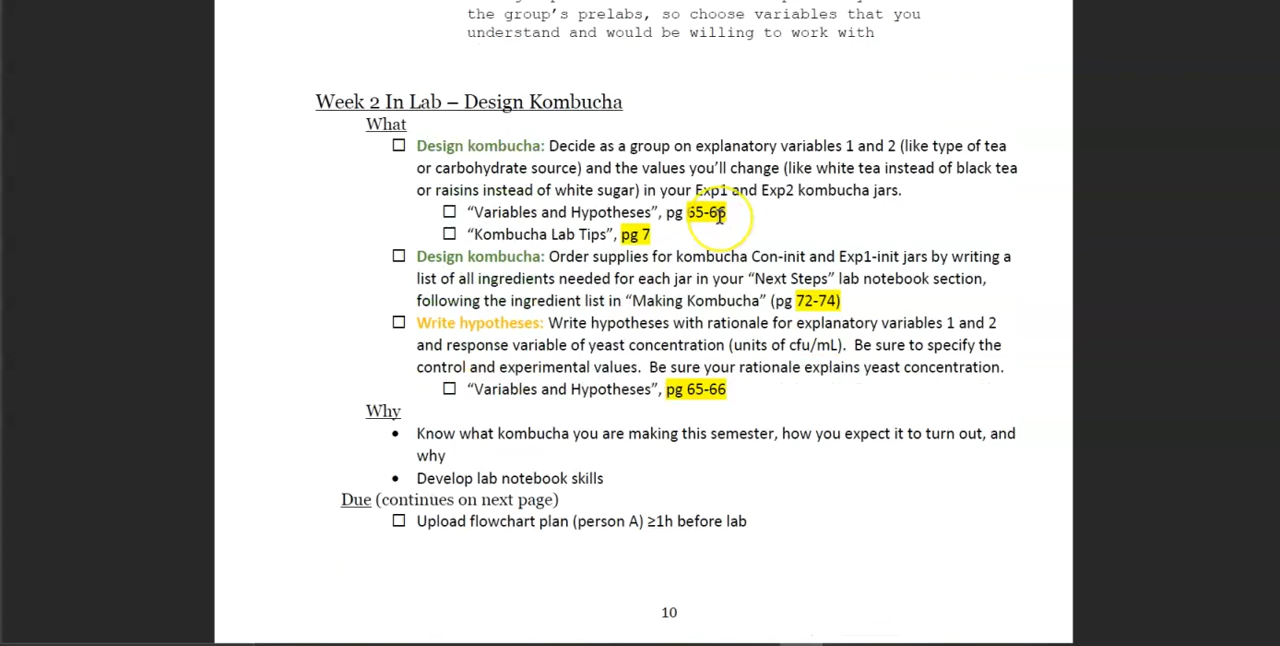 the group's prelabs, so choose variables that you
understand and would be willing to work with
Week 2 In Lab – Design Kombucha
What
☐ Design kombucha: Decide as a group on explanatory variables 1 and 2 (like type of tea
or carbohydrate source) and the values you'll change (like white tea instead of black tea
or raisins instead of white sugar) in your Exp1 and Exp2 kombucha jars.
☐ "Variables and Hypotheses", pg 65-66
☐ "Kombucha Lab Tips", pg 7
☐ Design kombucha: Order supplies for kombucha Con-init and Exp1-init jars by writing a
list of all ingredients needed for each jar in your "Next Steps" lab notebook section,
following the ingredient list in "Making Kombucha" (pg 72-74)
☐ Write hypotheses: Write hypotheses with rationale for explanatory variables 1 and 2
and response variable of yeast concentration (units of cfu/mL).  Be sure to specify the
control and experimental values.  Be sure your rationale explains yeast concentration.
☐ "Variables and Hypotheses", pg 65-66
Why
• Know what kombucha you are making this semester, how you expect it to turn out, and
why
• Develop lab notebook skills
Due (continues on next page)
☐ Upload flowchart plan (person A) ≥1h before lab
10